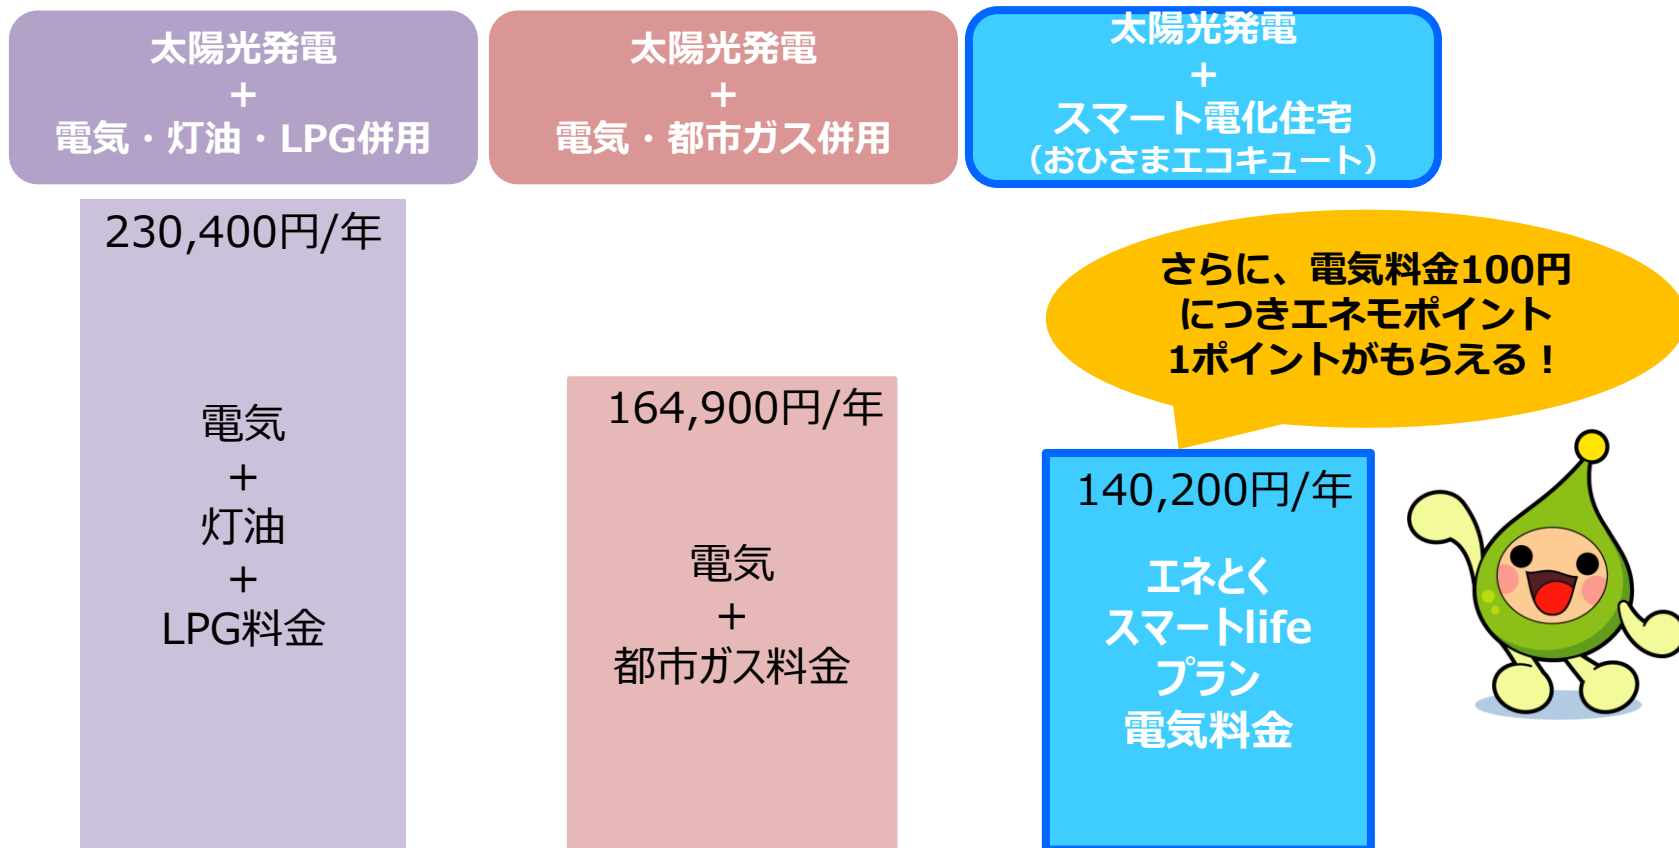 太陽光発電
+
電気・灯油・LPG併用
太陽光発電
+
電気・都市ガス併用
太陽光発電
+
スマート電化住宅
（おひさまエコキュート）
230,400円/年
電気
+
灯油
+
LPG料金
164,900円/年
電気
+
都市ガス料金
さらに、電気料金100円
につきエネモポイント
1ポイントがもらえる！
140,200円/年
エネとく
スマートlife
プラン
電気料金